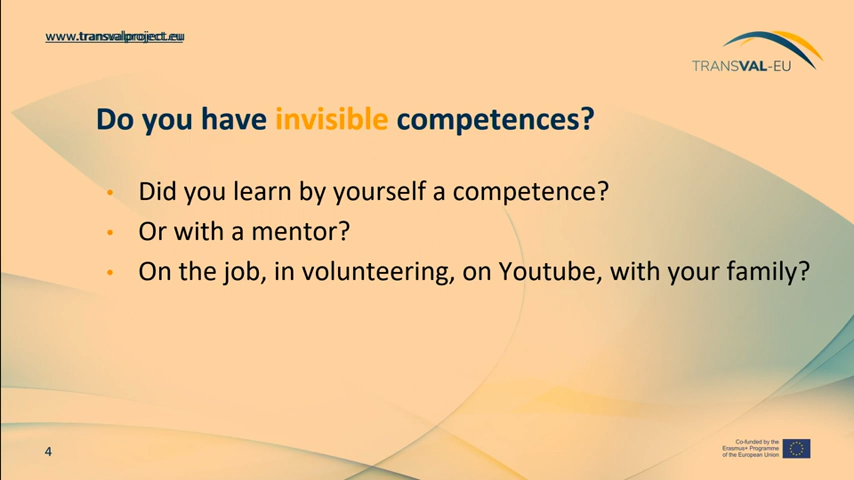 www.transvalproject.eu
TRANSVAL-EU
Do you have invisible competences?
• Did you learn by yourself a competence?
• Or with a mentor?
• On the job, in volunteering, on Youtube, with your family?
4
Co-funded by the
Erasmus+ Programme
of the European Union